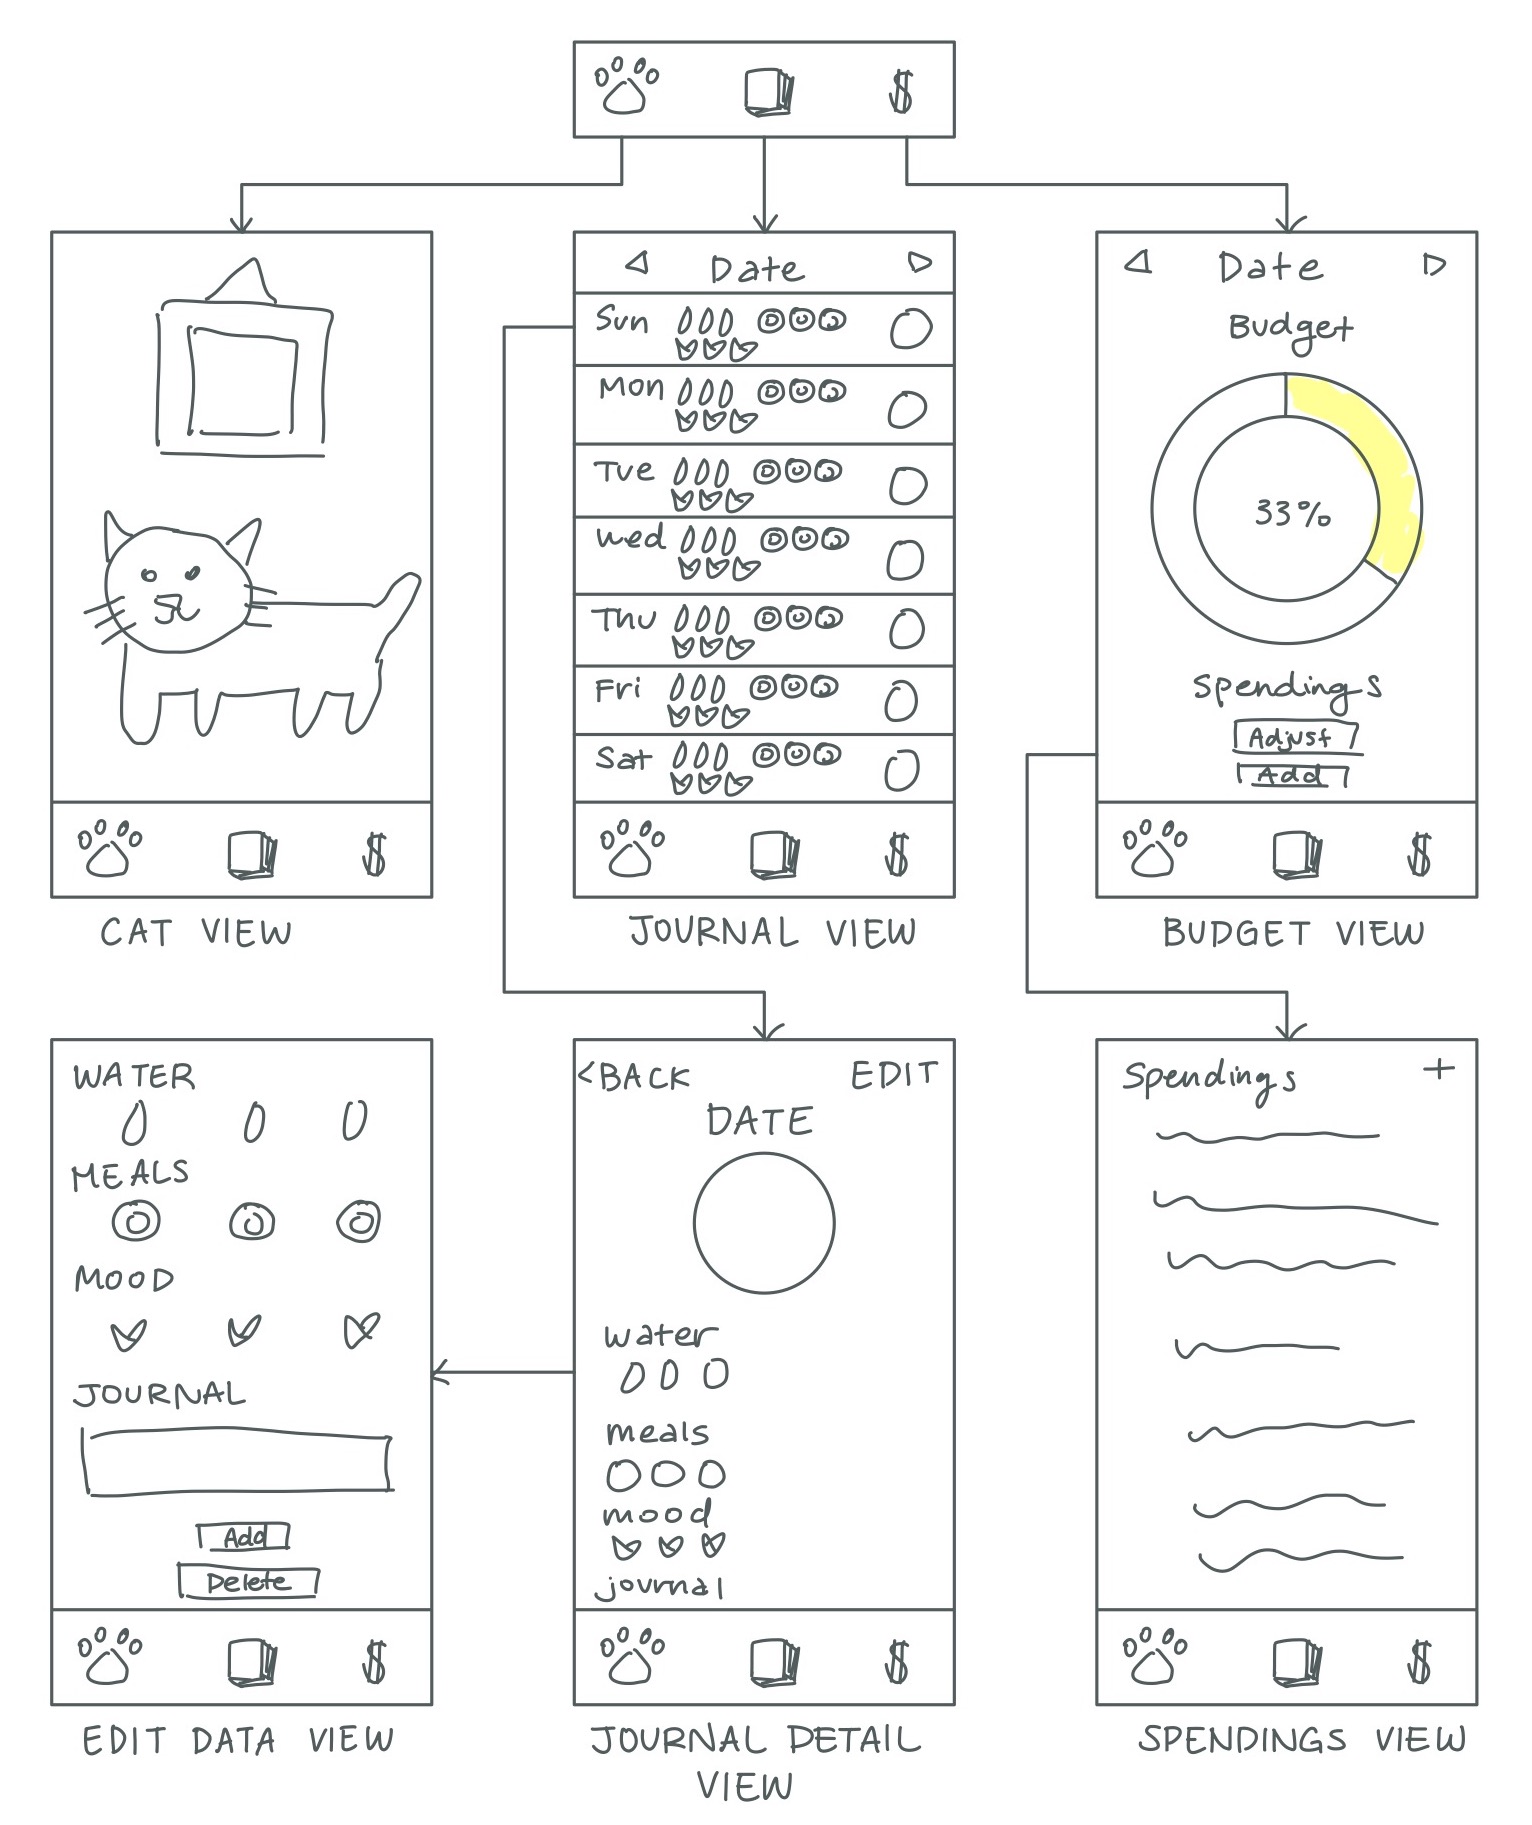 $
Date
Sun
Mon
Tue
Wed
Thu
Fri
Sat
Date
Budget
33%
Spendings
Adjust
Add
$
$
$
CAT VIEW
JOURNAL VIEW
BUDGET VIEW
WATER
MEALS
MOOD
JOURNAL
Add
Delete
<BACK EDIT
DATE
water
meals
mood
journal
Spendings +
$
$
$
EDIT DATA VIEW
JOURNAL DETAIL
VIEW
SPENDINGS VIEW